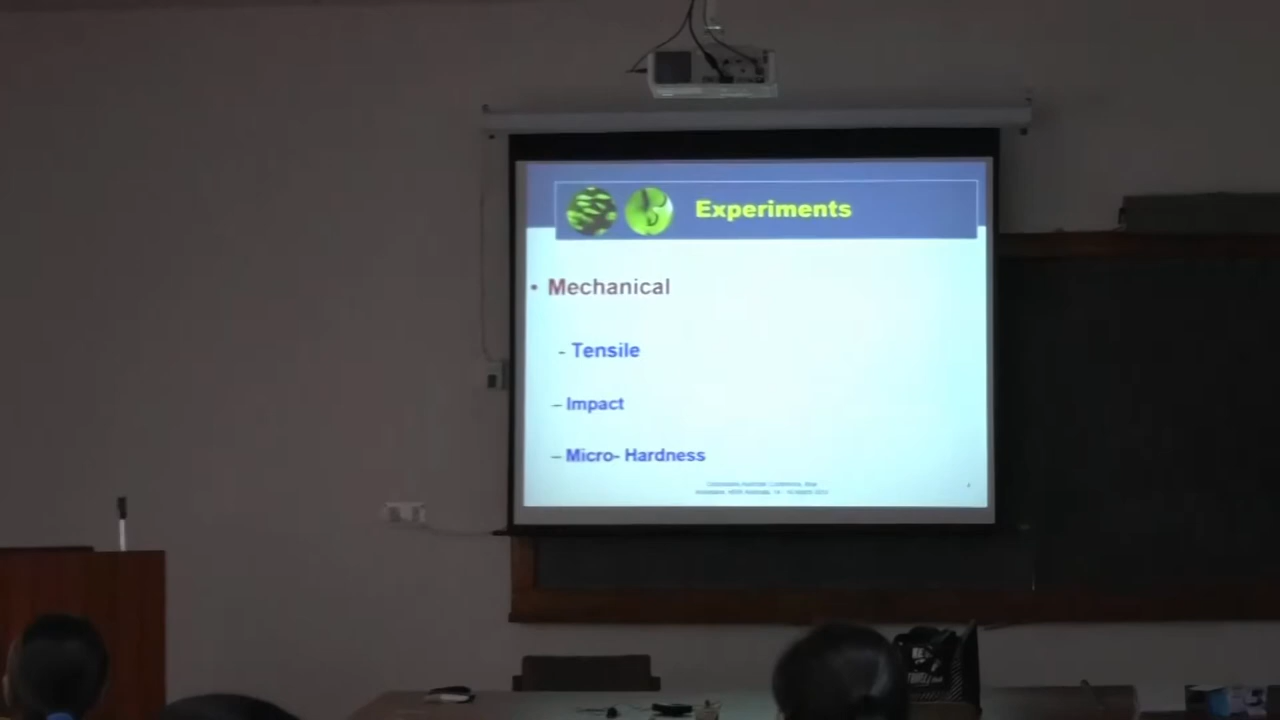 Experiments
• Mechanical
- Tensile
– Impact
– Micro- Hardness